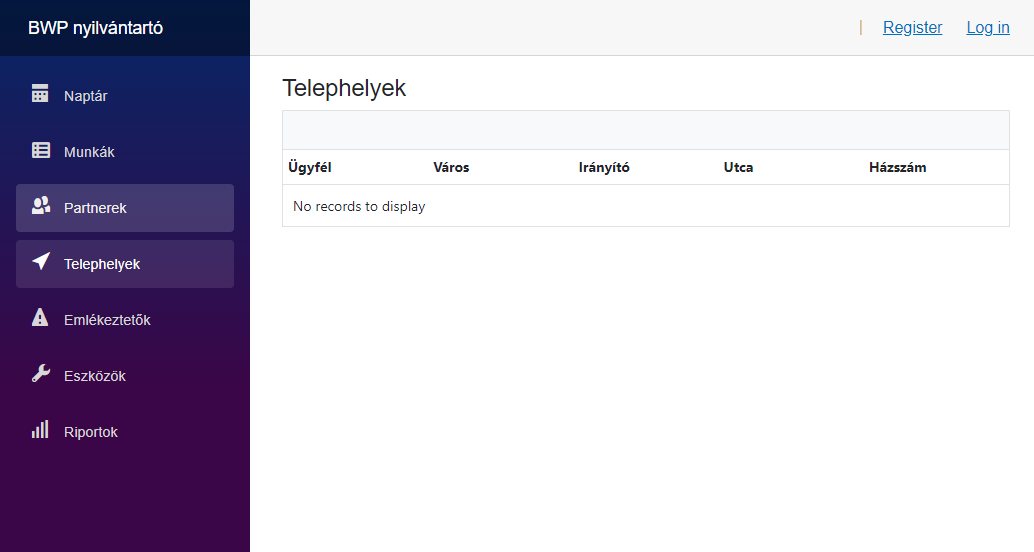 BWP nyilvántartó
| Register Log in
Naptár
Munkák
Partnerek
Telephelyek
Emlékeztetők
Eszközök
Riportok
Telephelyek
Ügyfél Város Irányító Utca Házszám
No records to display